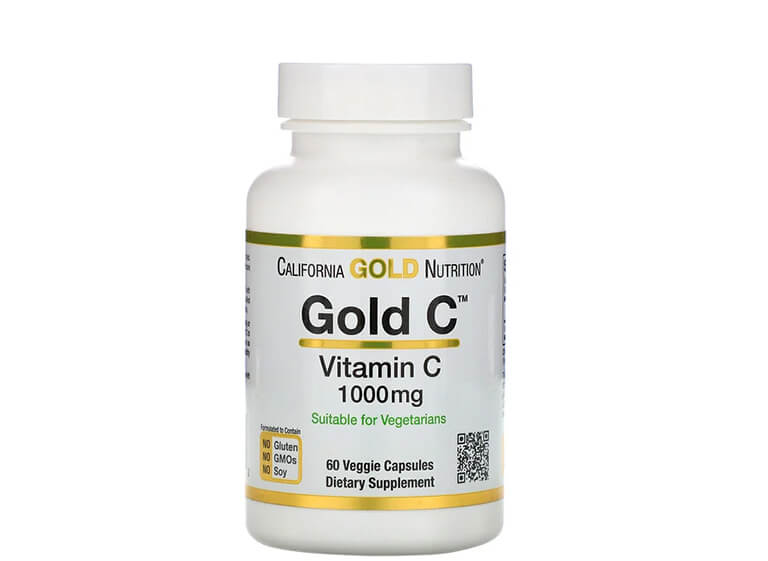 CALIFORNIA GOLD NUTRITION®
Gold C™
Vitamin C
1000mg
Suitable for Vegetarians
Formulated to Contain
NO Gluten
NO GMOs
NO Soy
60 Veggie Capsules
Dietary Supplement